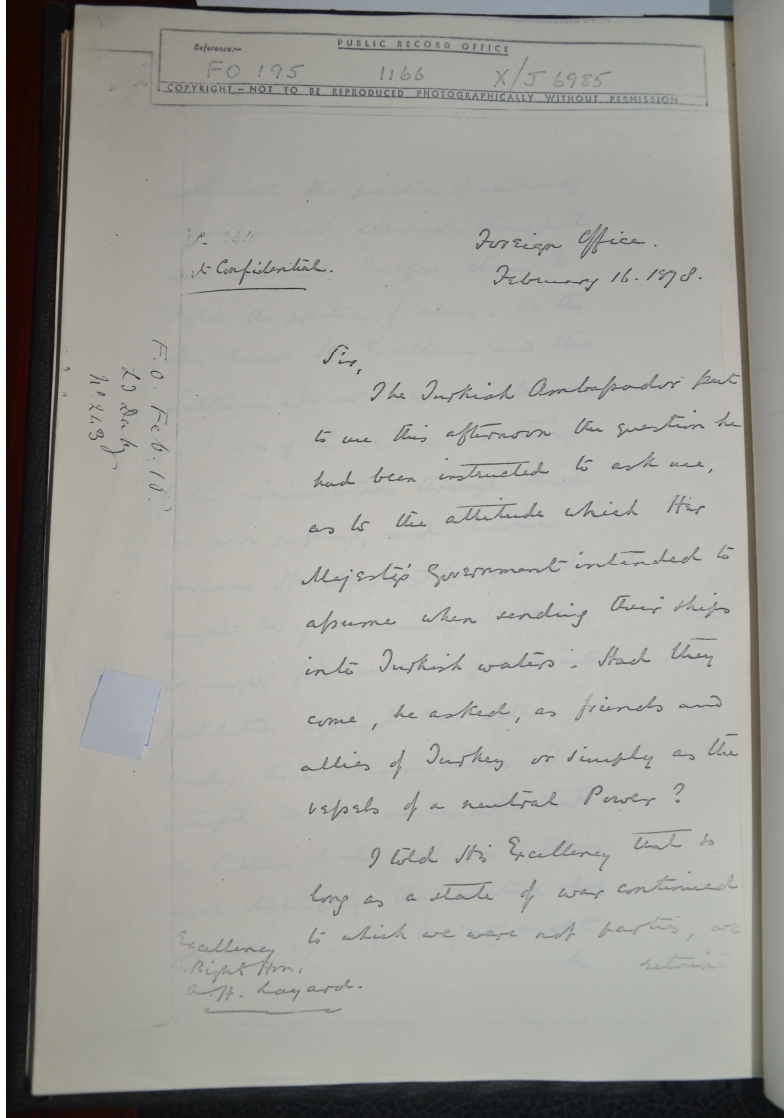 Reference:-
PUBLIC RECORD OFFICE
FO 195 1166 X/J 6985
COPYRIGHT - NOT TO BE REPRODUCED PHOTOGRAPHICALLY WITHOUT PERMISSION
244
Confidential.
Foreign Office.
February 16. 1878.
F.O. Feb. 16.
Ld Derby
No. 243
Sir,
The Turkish Ambassador put
to me this afternoon the question he
had been instructed to ask me,
as to the attitude which Her
Majesty's Government intended to
assume when sending their ships
into Turkish waters. Had they
come, he asked, as friends and
allies of Turkey or simply as the
vessels of a neutral Power?
I told His Excellency that so
long as a state of war continued
to which we were not parties, we
retain
Excellency
Right Hon:
A. H. Layard.